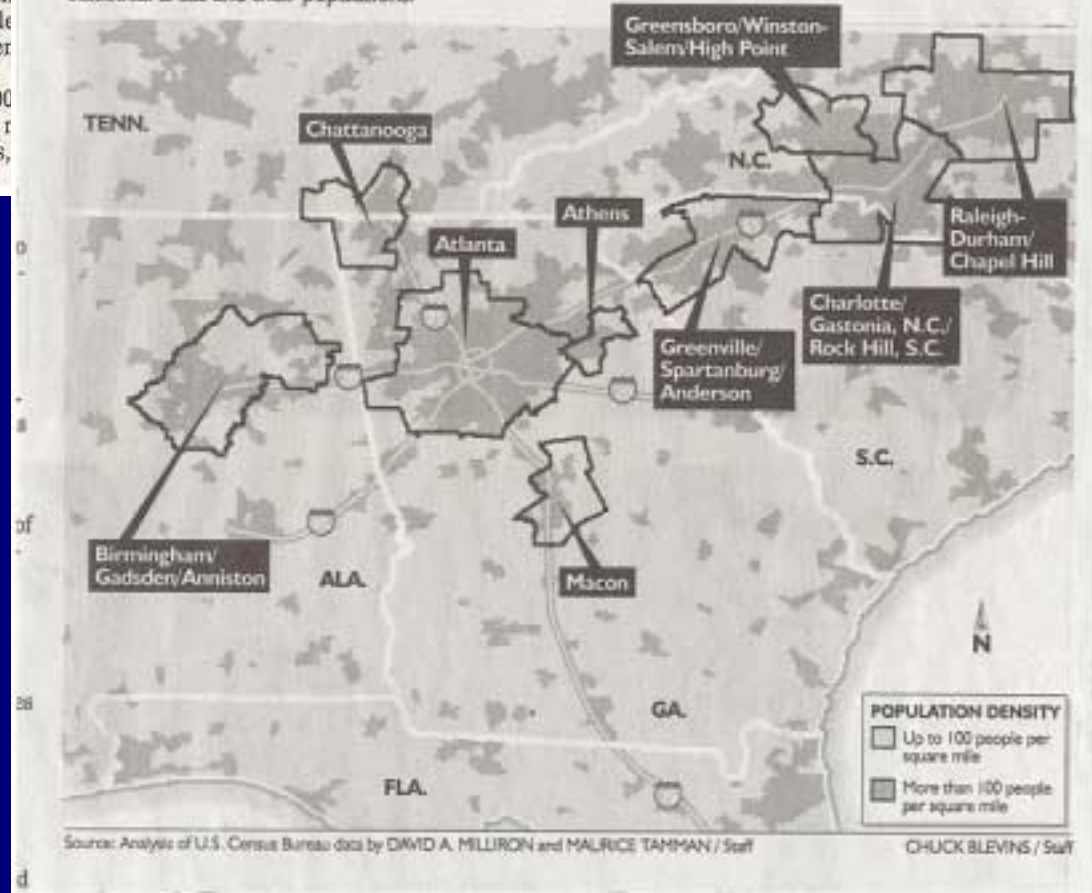 Greensboro/Winston-
Salem/High Point
TENN.
Chattanooga
N.C.
Athens
Atlanta
Raleigh-
Durham/
Chapel Hill
Charlotte/
Gastonia, N.C./
Rock Hill, S.C.
Greenville/
Spartanburg/
Anderson
S.C.
Birmingham/
Gadsden/Anniston
ALA.
Macon
N
GA.
FLA.
POPULATION DENSITY
Up to 100 people per
square mile
More than 100 people
per square mile
Source: Analysis of U.S. Census Bureau data by DAVID A. MILLIRON and MAURICE TAMMAN / Staff
CHUCK BLEVINS / Staff